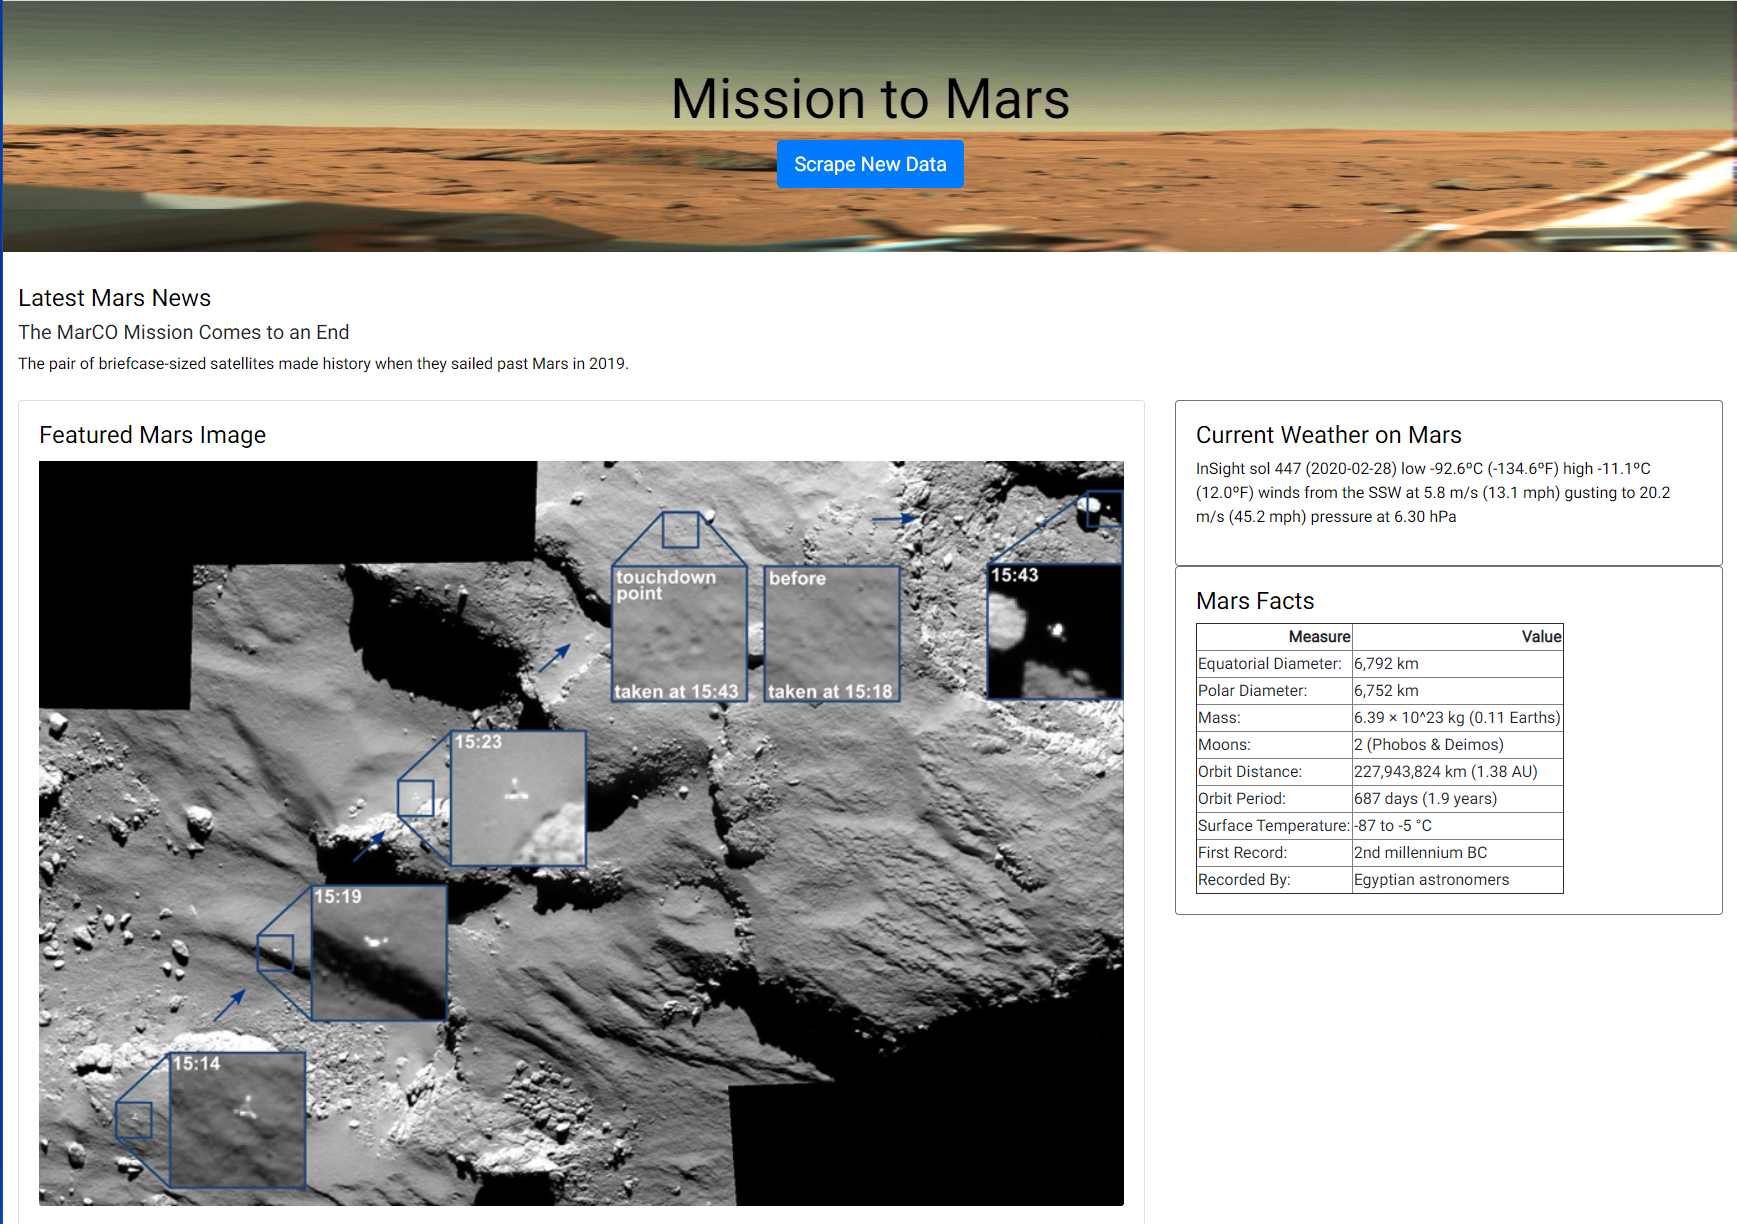 Mission to Mars
Scrape New Data
Latest Mars News
The MarCO Mission Comes to an End
The pair of briefcase-sized satellites made history when they sailed past Mars in 2019.
Featured Mars Image
touchdown
point
taken at 15:43
before
taken at 15:18
15:43
15:23
15:19
15:14
Current Weather on Mars
InSight sol 447 (2020-02-28) low -92.6ºC (-134.6ºF) high -11.1ºC
(12.0ºF) winds from the SSW at 5.8 m/s (13.1 mph) gusting to 20.2
m/s (45.2 mph) pressure at 6.30 hPa
Mars Facts
Measure Value
Equatorial Diameter: 6,792 km
Polar Diameter: 6,752 km
Mass: 6.39 × 10^23 kg (0.11 Earths)
Moons: 2 (Phobos & Deimos)
Orbit Distance: 227,943,824 km (1.38 AU)
Orbit Period: 687 days (1.9 years)
Surface Temperature: -87 to -5 °C
First Record: 2nd millennium BC
Recorded By: Egyptian astronomers